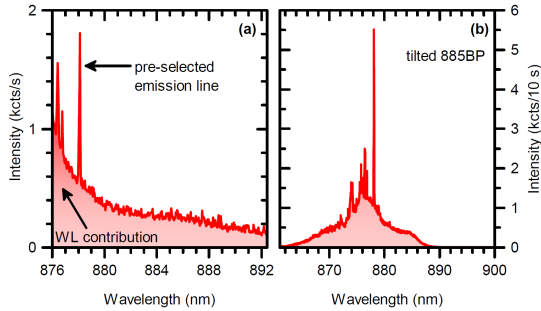 2
1
0
Intensity (kcts/s)
(a)
pre-selected
emission line
WL contribution
876
880
884
888
892
Wavelength (nm)
(b)
tilted 885BP
6
5
4
3
2
1
0
Intensity (kcts/10 s)
870
880
890
900
Wavelength (nm)